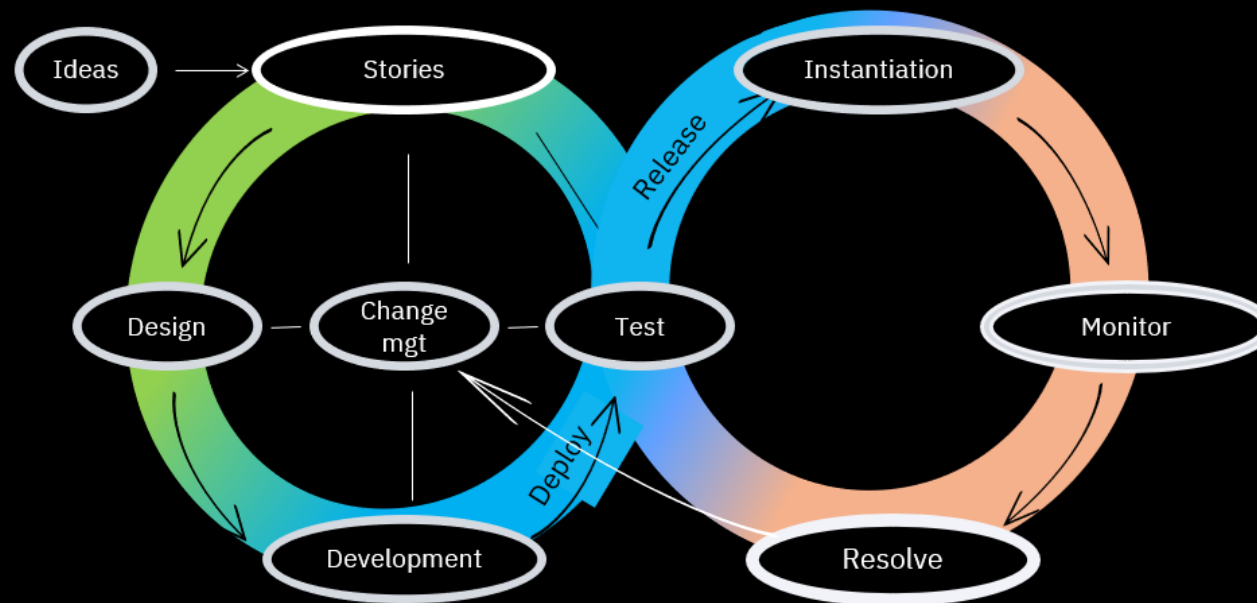 Ideas
Stories
Instantiation
Release
Design
Change
mgt
Test
Monitor
Deploy
Development
Resolve